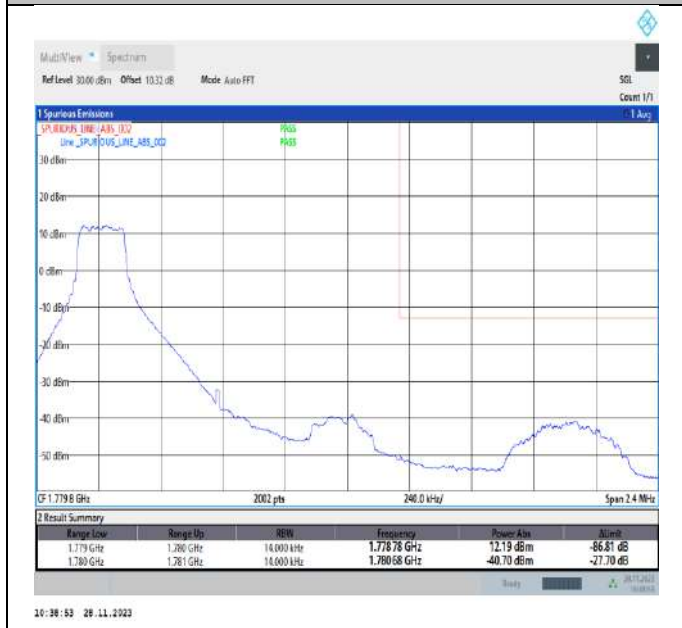 MultiView Spectrum
Ref Level 30.00 dBm Offset 10.32 dB Mode Auto FFT SGL
Count 1/1
1 Spurious Emissions 1 Avg
_SPURIOUS_LINE_ABS_002 PASS
Line _SPURIOUS_LINE_ABS_002 PASS
30 dBm
20 dBm
10 dBm
0 dBm
-10 dBm
-20 dBm
-30 dBm
-40 dBm
-50 dBm
CF 1.7798 GHz 2002 pts 240.0 kHz/ Span 2.4 MHz
2 Result Summary
Range Low Range Up RBW Frequency Power Abs ΔLimit
1.779 GHz 1.780 GHz 14.000 kHz 1.77878 GHz 12.19 dBm -86.81 dB
1.780 GHz 1.781 GHz 14.000 kHz 1.78068 GHz -40.70 dBm -27.70 dB
Ready 28.11.2023
10:38:53 28.11.2023